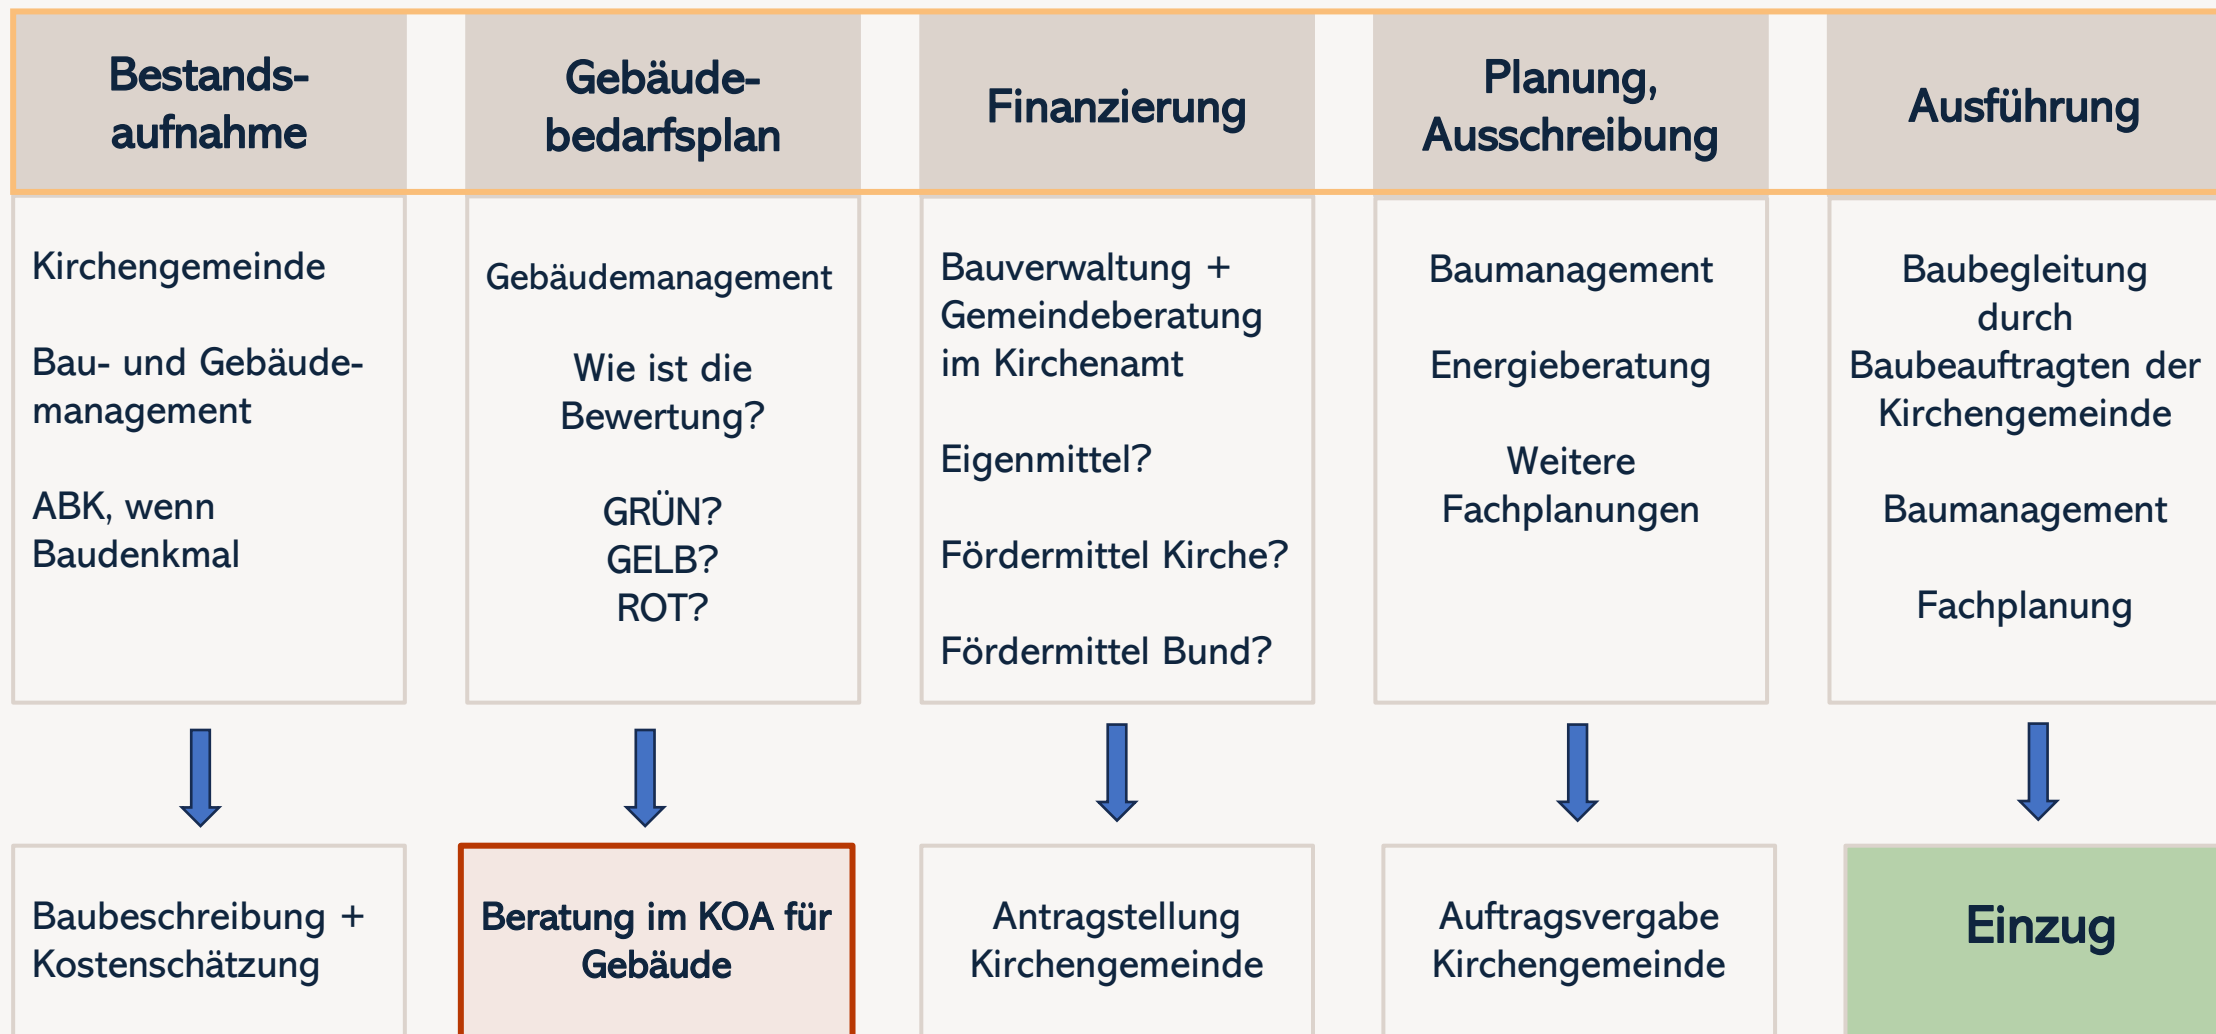 Bestands-
aufnahme
Gebäude-
bedarfsplan
Finanzierung
Planung,
Ausschreibung
Ausführung
Kirchengemeinde
Bau- und Gebäude-
management
ABK, wenn
Baudenkmal
Gebäudemanagement
Wie ist die
Bewertung?
GRÜN?
GELB?
ROT?
Bauverwaltung +
Gemeindeberatung
im Kirchenamt
Eigenmittel?
Fördermittel Kirche?
Fördermittel Bund?
Baumanagement
Energieberatung
Weitere
Fachplanungen
Baubegleitung
durch
Baubeauftragten der
Kirchengemeinde
Baumanagement
Fachplanung
Baubeschreibung +
Kostenschätzung
Beratung im KOA für
Gebäude
Antragstellung
Kirchengemeinde
Auftragsvergabe
Kirchengemeinde
Einzug